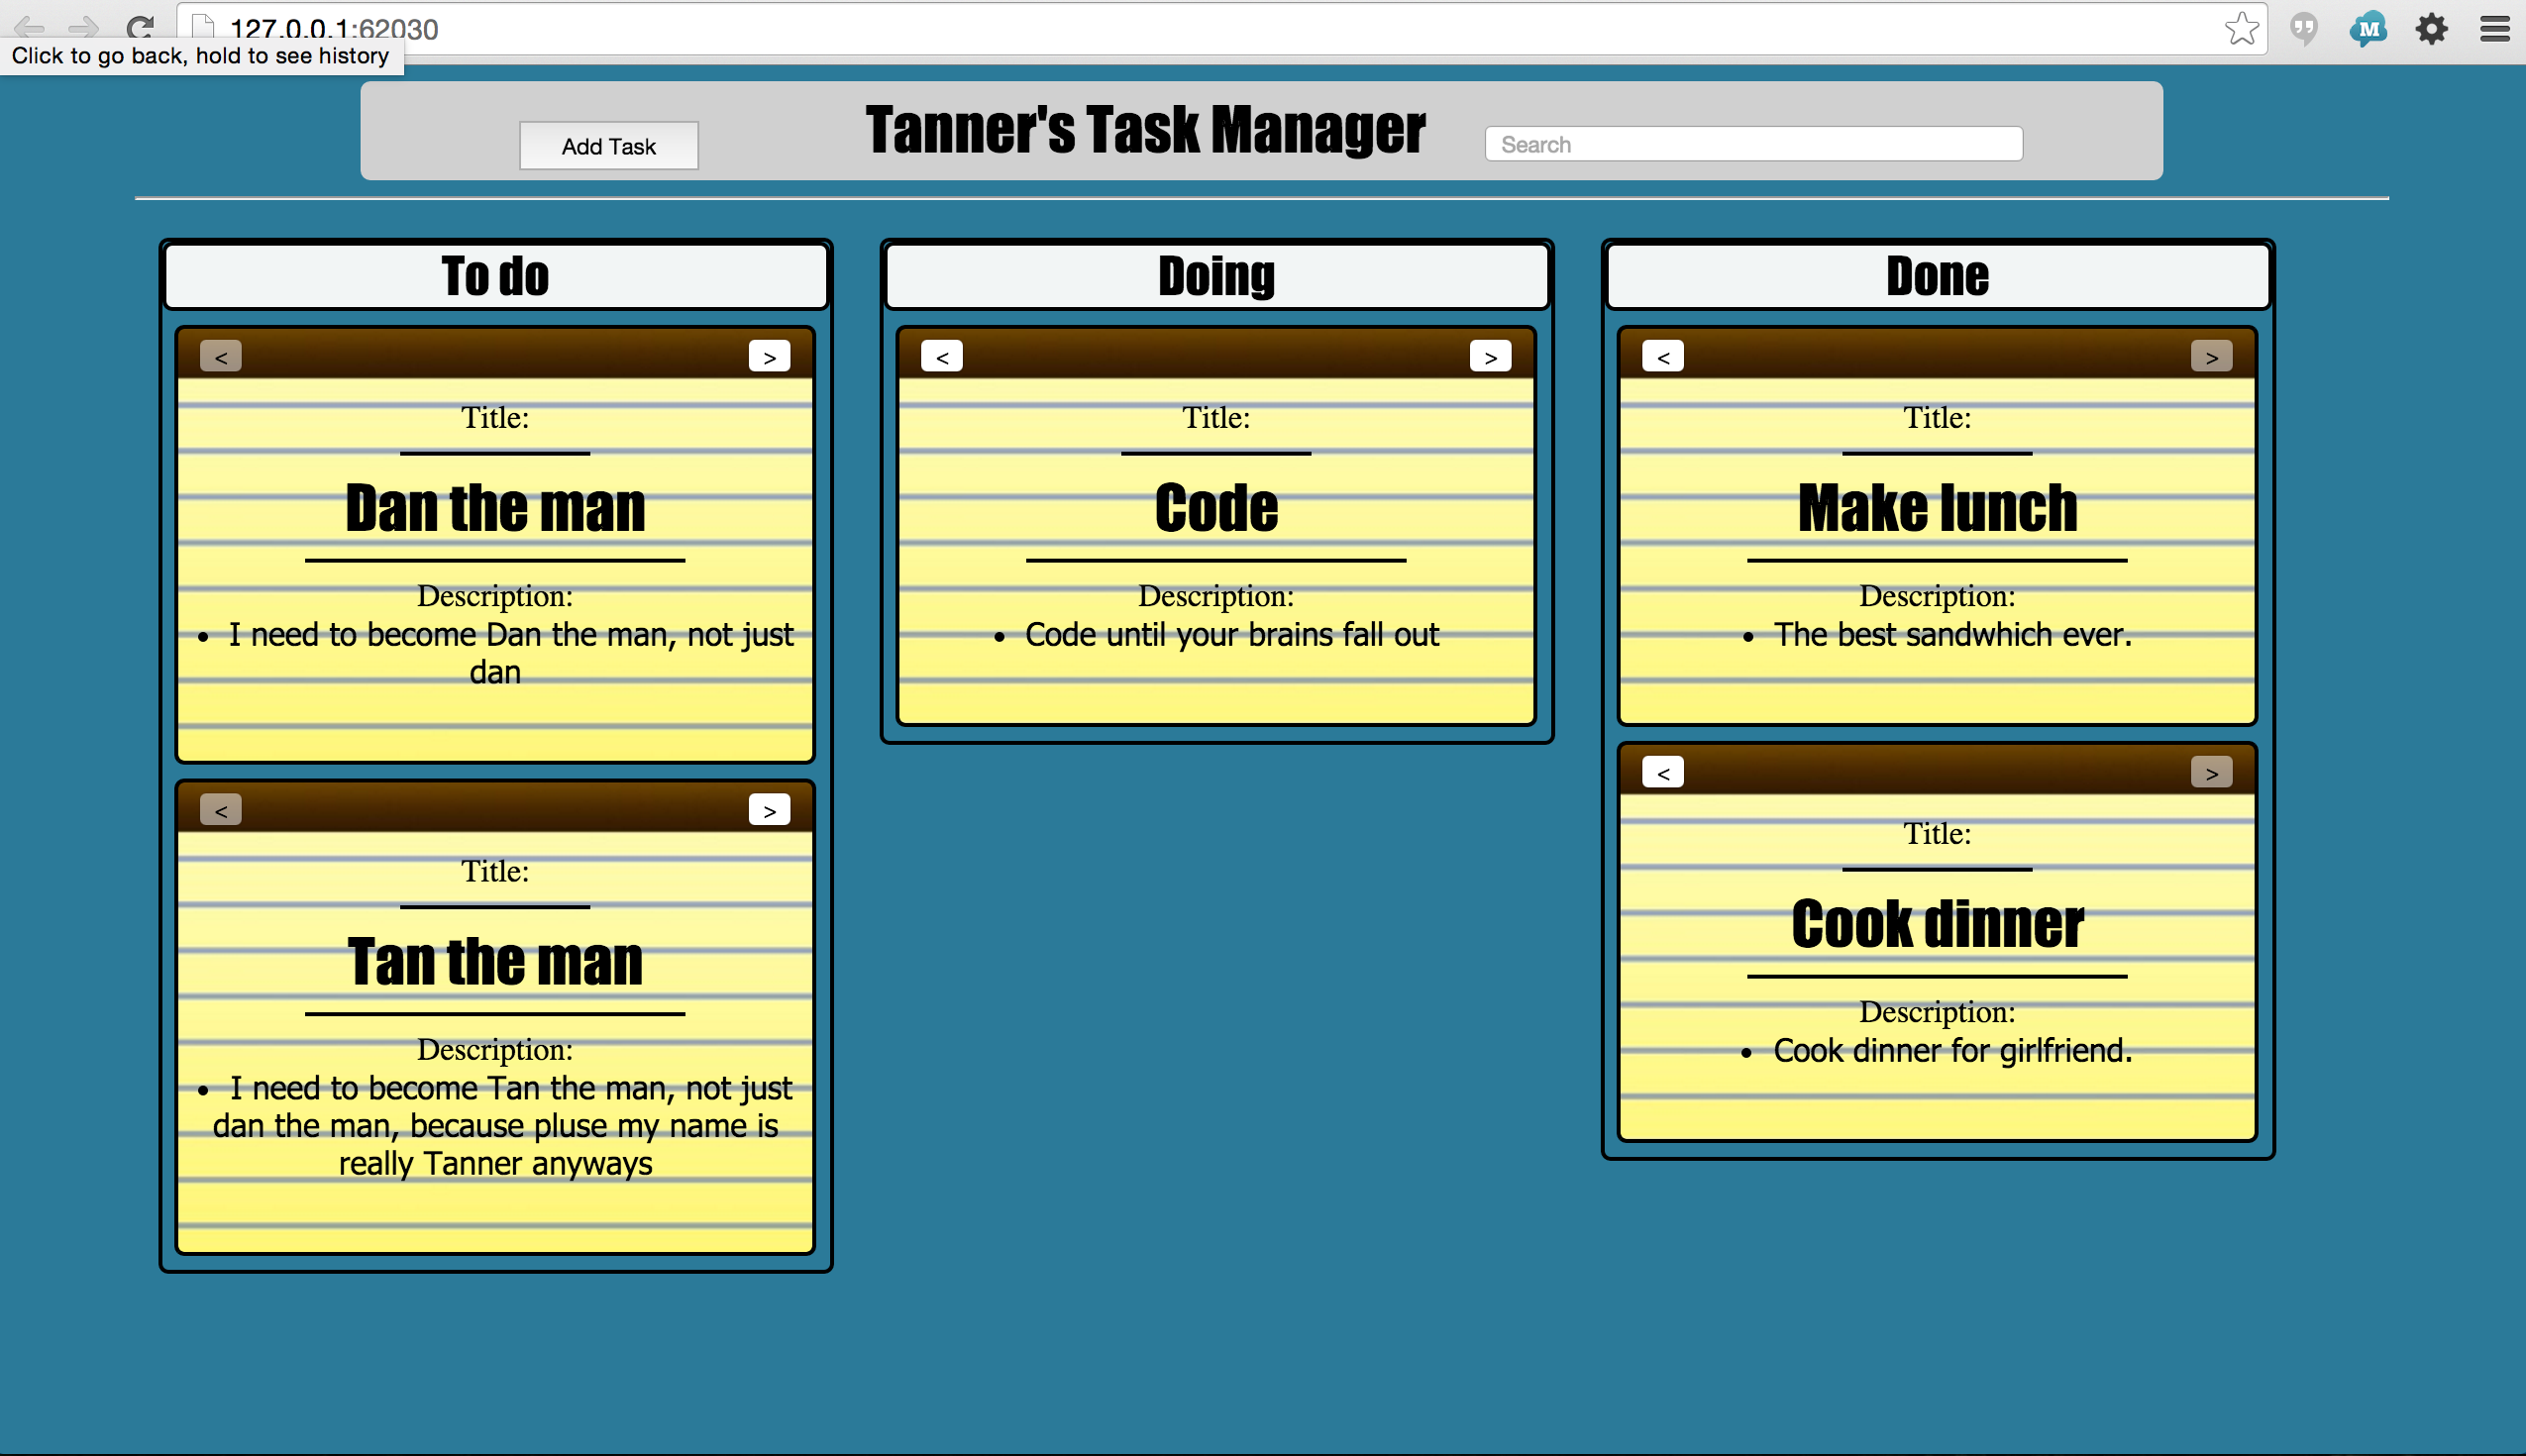 127.0.0.1:62030
Click to go back, hold to see history
Add Task
Tanner's Task Manager
Search
To do
<
>
Title:
Dan the man
Description:
• I need to become Dan the man, not just
dan
<
>
Title:
Tan the man
Description:
• I need to become Tan the man, not just
dan the man, because pluse my name is
really Tanner anyways
Doing
<
>
Title:
Code
Description:
• Code until your brains fall out
Done
<
>
Title:
Make lunch
Description:
• The best sandwhich ever.
<
>
Title:
Cook dinner
Description:
• Cook dinner for girlfriend.
M